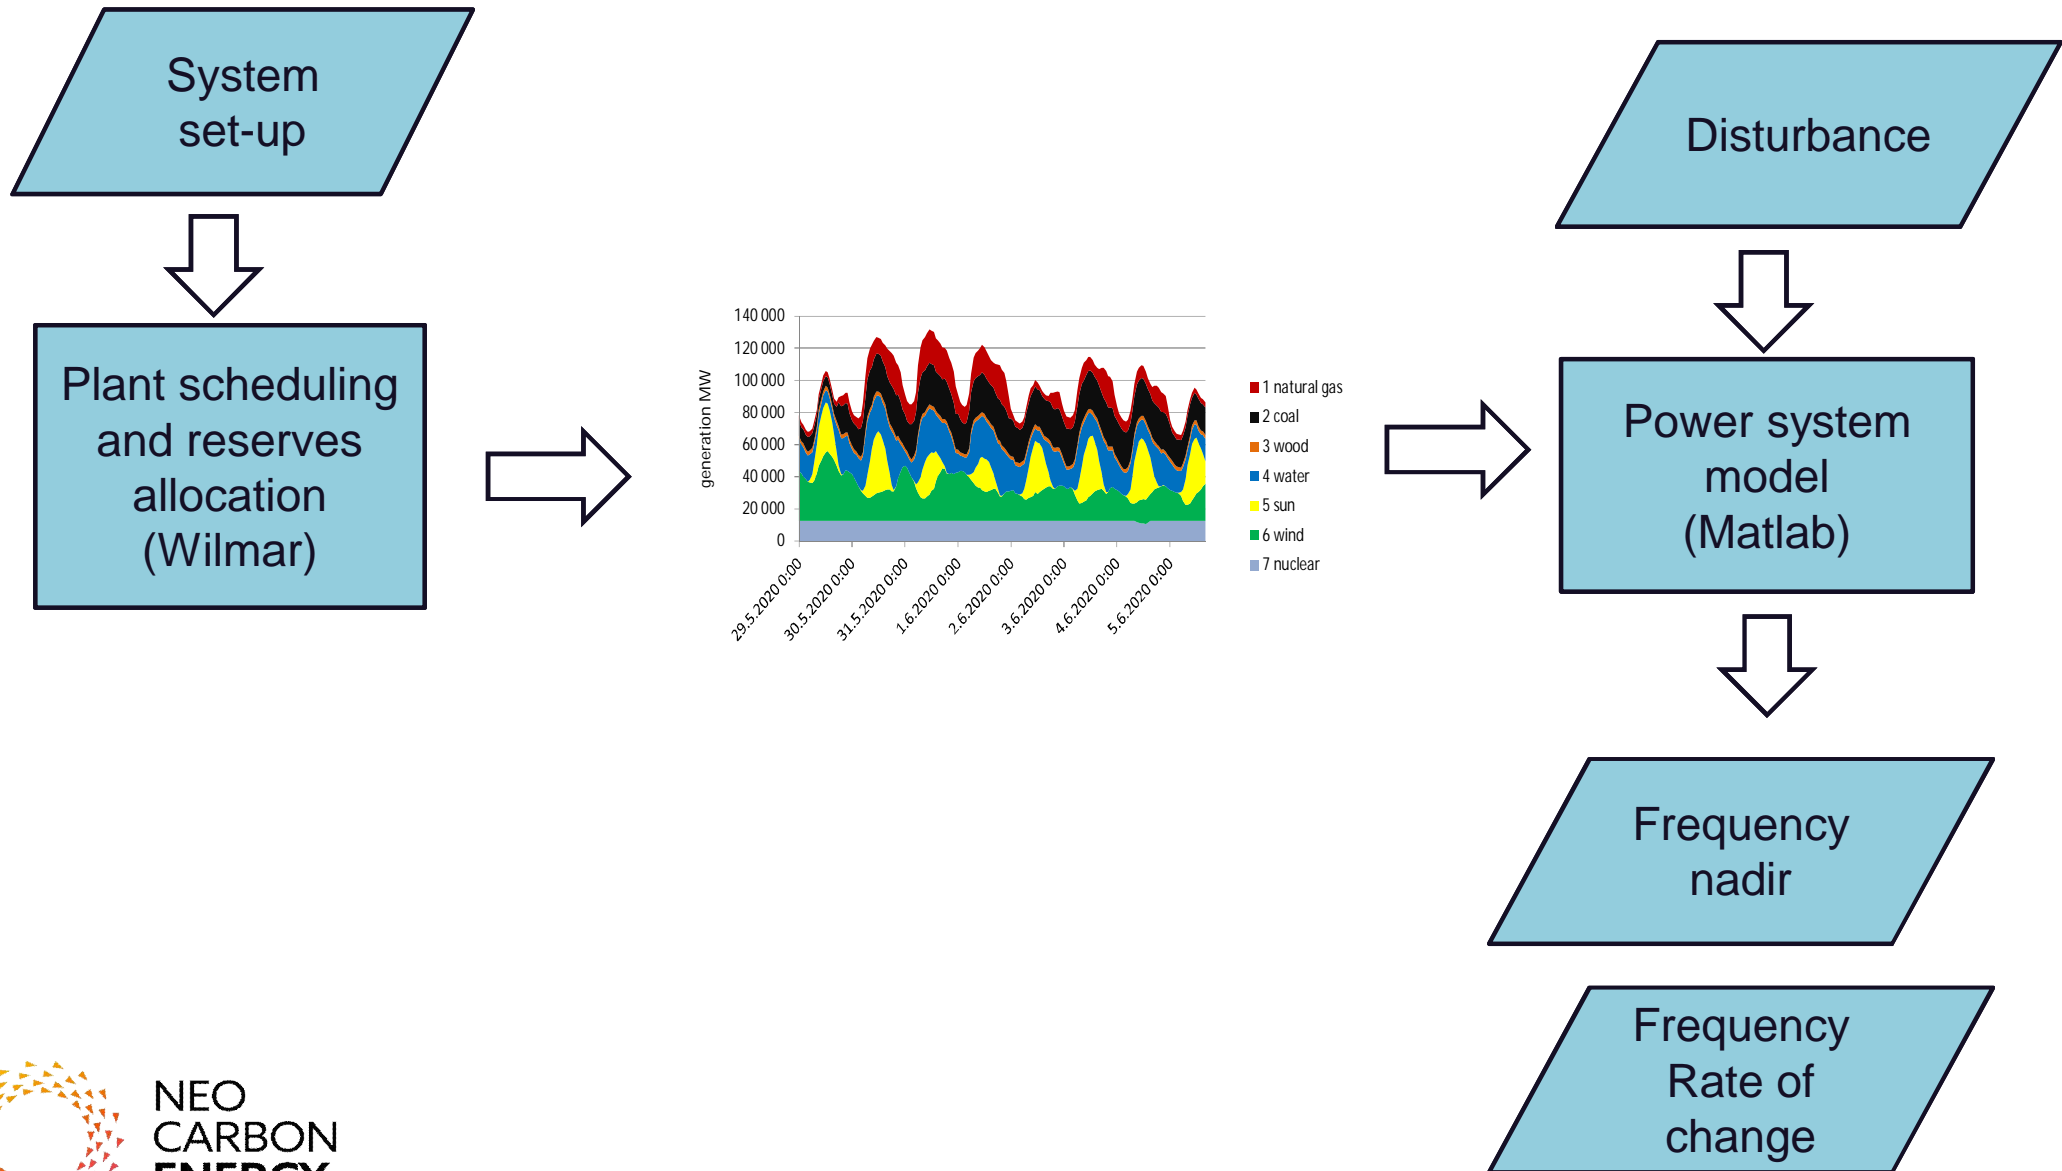 System
set-up
Plant scheduling
and reserves
allocation
(Wilmar)
generation MW
140 000
120 000
100 000
80 000
60 000
40 000
20 000
0
29.5.2020 0:00
30.5.2020 0:00
31.5.2020 0:00
1.6.2020 0:00
2.6.2020 0:00
3.6.2020 0:00
4.6.2020 0:00
5.6.2020 0:00
1 natural gas
2 coal
3 wood
4 water
5 sun
6 wind
7 nuclear
Disturbance
Power system
model
(Matlab)
Frequency
nadir
Frequency
Rate of
change
NEO
CARBON
ENERGY